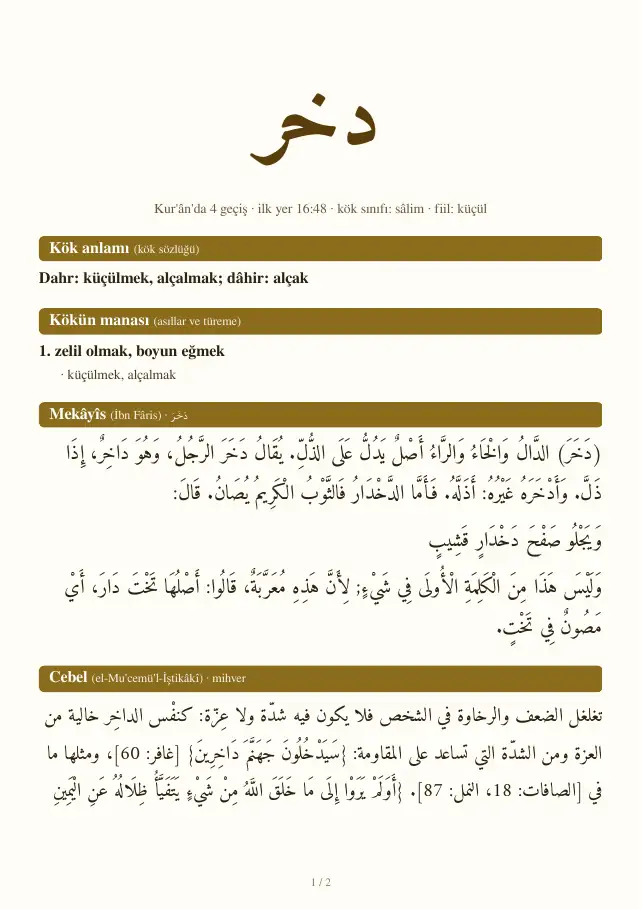 دخر
Kur'ân'da 4 geçiş · ilk yer 16:48 · kök sınıfı: sâlim · fiil: küçül
Kök anlamı (kök sözlüğü)
Dahr: küçülmek, alçalmak; dâhir: alçak
Kökün manası (asıllar ve türeme)
1. zelil olmak, boyun eğmek
· küçülmek, alçalmak
Mekâyîs (İbn Fâris) · دَخَرَ
(دَخَرَ) الدَّالُ وَالْخَاءُ وَالرَّاءُ أَصْلٌ يَدُلُّ عَلَى الذُّلِّ. يُقَالُ دَخَرَ الرَّجُلُ، وَهُوَ دَاخِرٌ، إِذَا
ذَلَّ. وَأَدْخَرَهُ غَيْرُهُ: أَذَلَّهُ. فَأَمَّا الدَّخْدَارُ فَالثَّوْبُ الْكَرِيمُ يُصَانُ. قَالَ:
وَيَجْلُو صَفْحَ دَخْدَارٍ قَشِيبٍ
وَلَيْسَ هَذَا مِنَ الْكَلِمَةِ الْأُولَى فِي شَيْءٍ; لِأَنَّ هَذِهِ مُعَرَّبَةٌ، قَالُوا: أَصْلُهَا تَخْتَ دَارَ، أَيْ
مَصُونٌ فِي تَخْتٍ.
Cebel (el-Mu'cemü'l-İştikâkî) · mihver
تغلغل الضعف والرخاوة في الشخص فلا يكون فيه شدّة ولا عِزّة: كنفْس الداخِر خالية من
العزة ومن الشدّة التي تساعد على المقاومة: {سَيَدْخُلُونَ جَهَنَّمَ دَاخِرِينَ} [غافر: 60]، ومثلها ما
في [الصافات: 18، النمل: 87]. {أَوَلَمْ يَرَوْا إِلَى مَا خَلَقَ اللَّهُ مِنْ شَيْءٍ يَتَفَيَّأُ ظِلَالُهُ عَنِ الْيَمِينِ
1 / 2